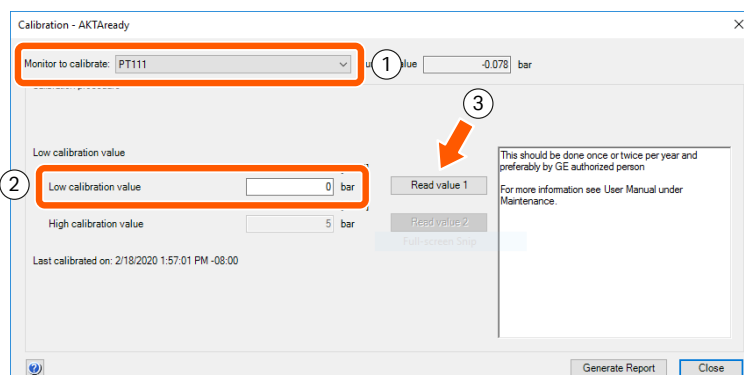 Calibration - AKTAready
Monitor to calibrate: PT111
1
value
-0.078 bar
3
Low calibration value
2
Low calibration value 0 bar
Read value 1
High calibration value 5 bar
Read value 2
Full-screen Snip
Last calibrated on: 2/18/2020 1:57:01 PM -08:00
This should be done once or twice per year and
preferably by GE authorized person
For more information see User Manual under
Maintenance.
Generate Report
Close